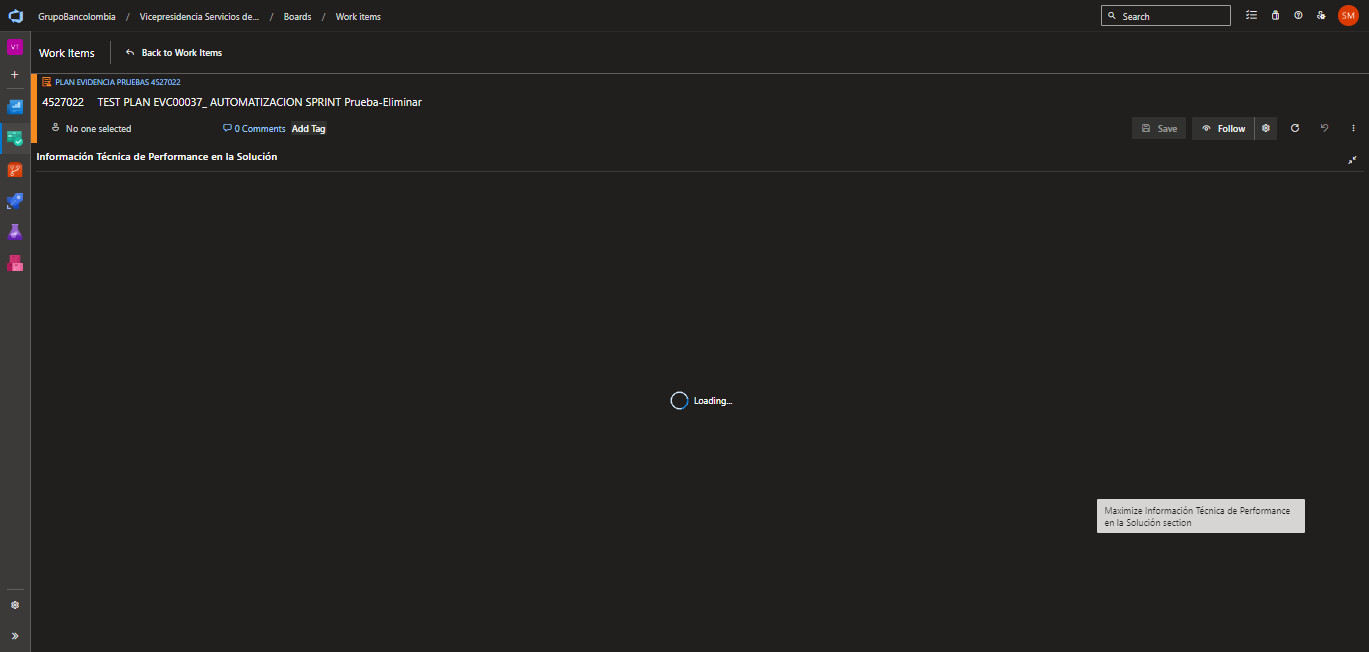 GrupoBancolombia / Vicepresidencia Servicios de... / Boards / Work items
Search
SM
VT
Work Items
Back to Work Items
PLAN EVIDENCIA PRUEBAS 4527022
4527022 TEST PLAN EVC00037_ AUTOMATIZACION SPRINT Prueba-Eliminar
No one selected
0 Comments
Add Tag
Save
Follow
Información Técnica de Performance en la Solución
Loading...
Maximize Información Técnica de Performance
en la Solución section